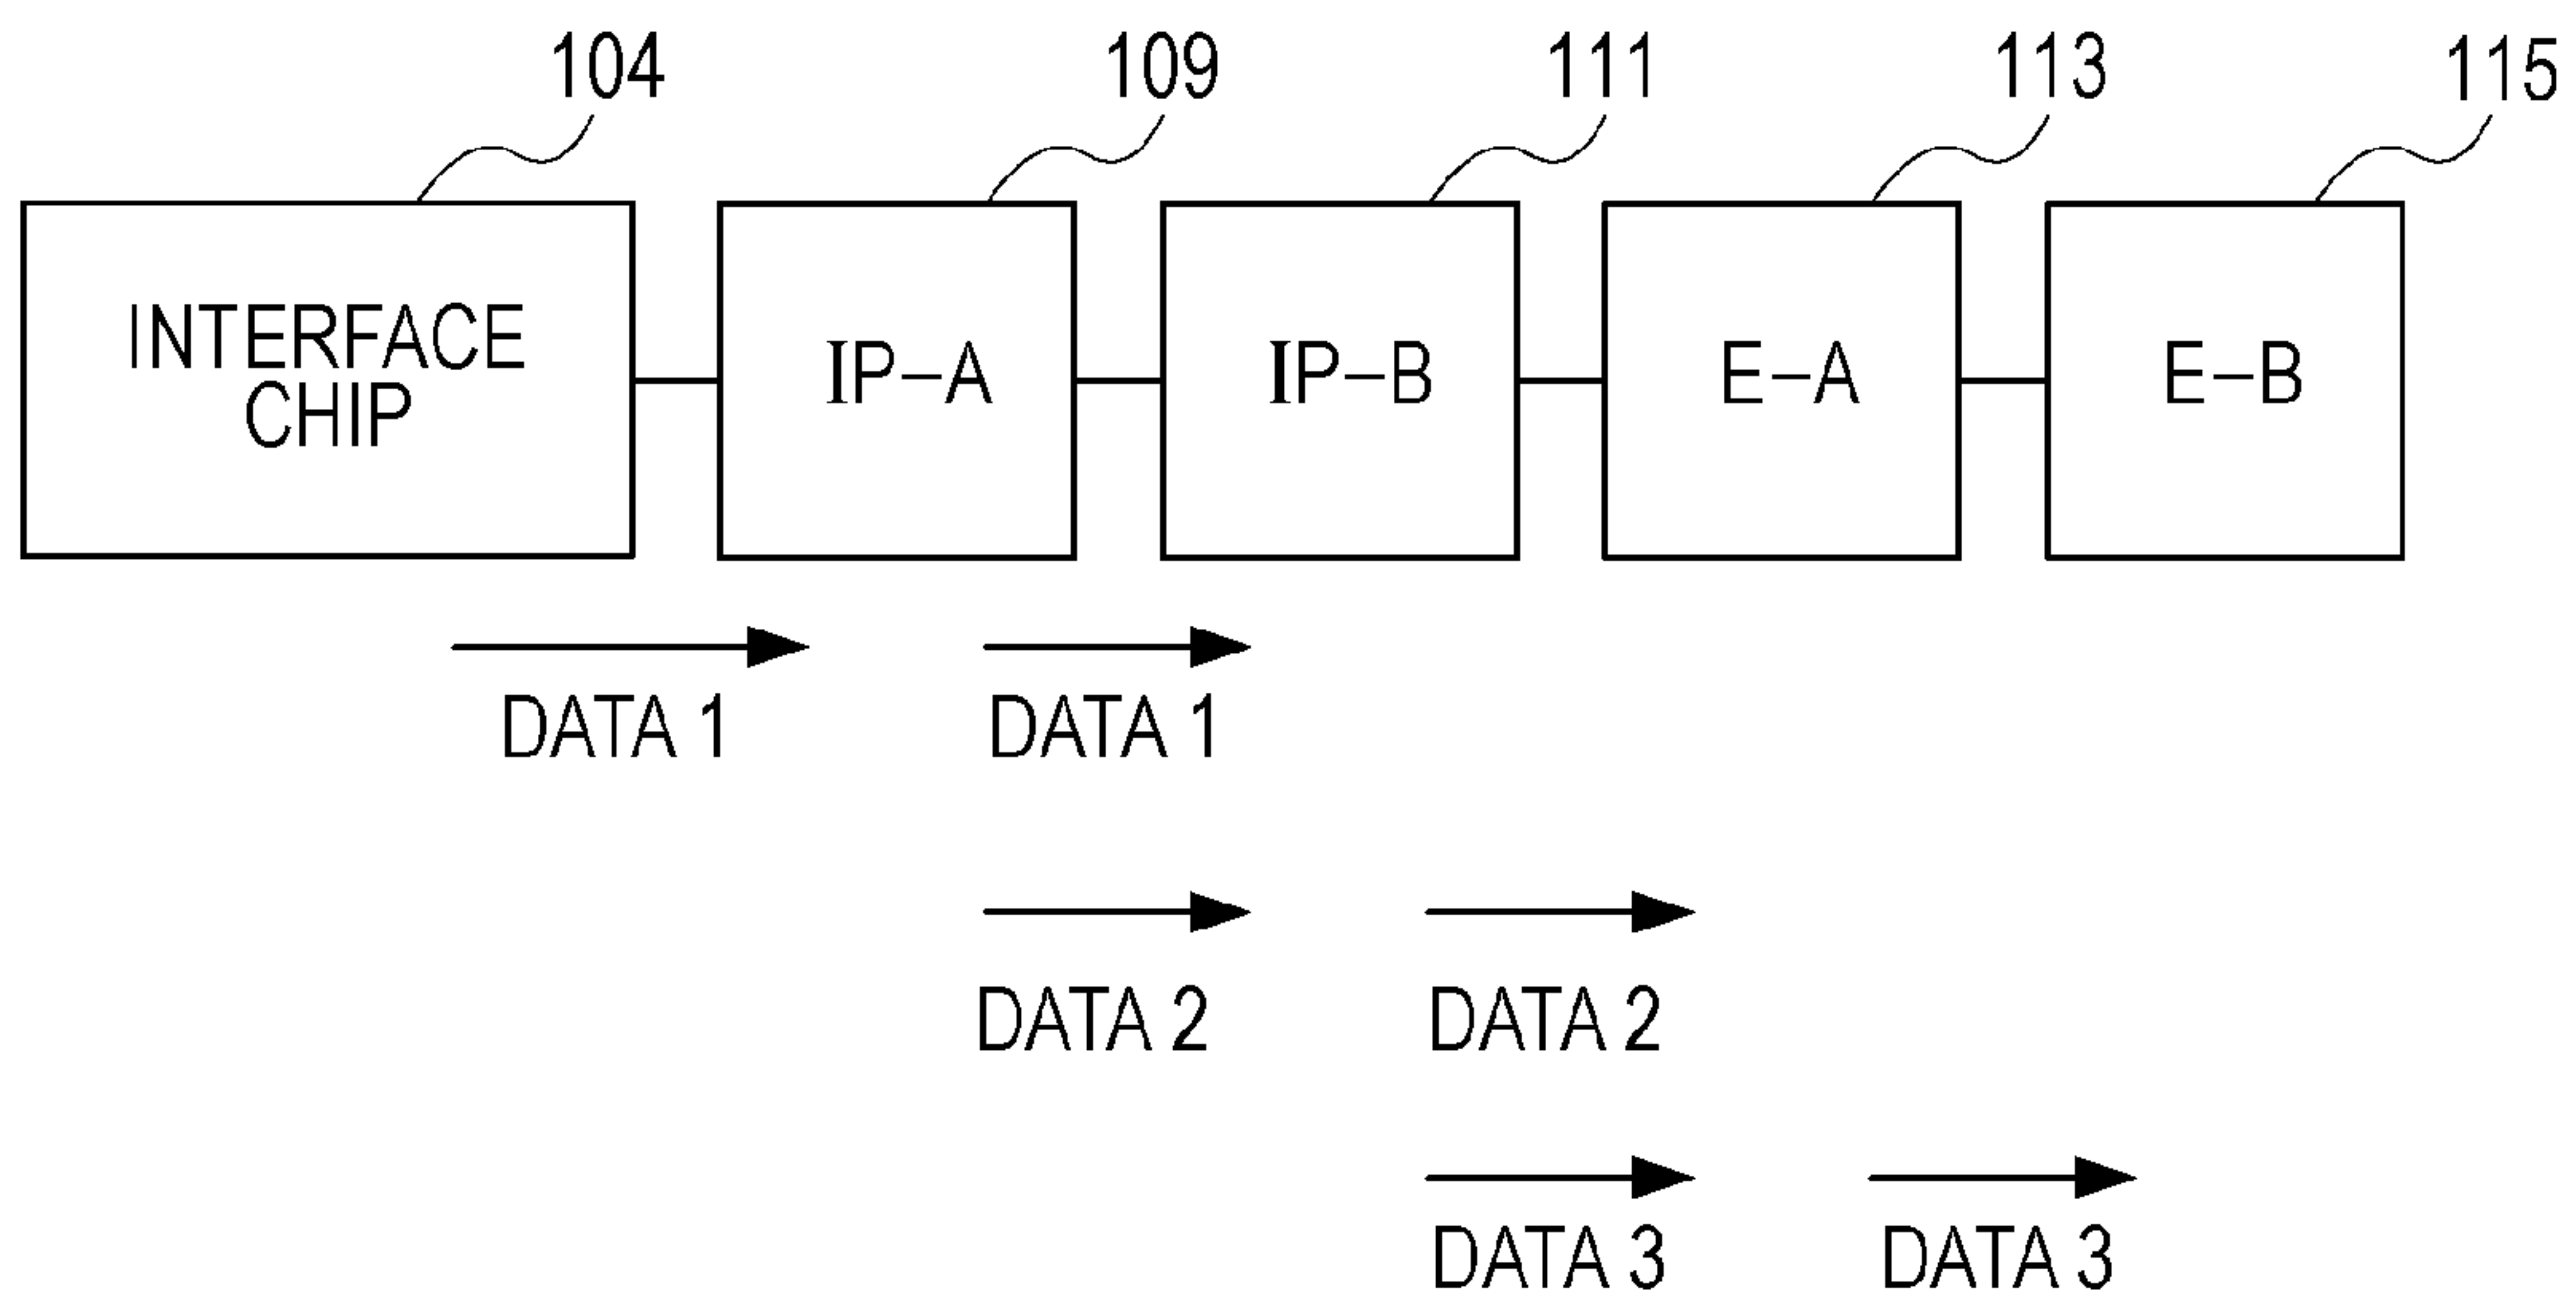 104 109 111 113 115
INTERFACE
CHIP
IP-A
IP-B
E-A
E-B
DATA 1 DATA 1
DATA 2 DATA 2
DATA 3 DATA 3